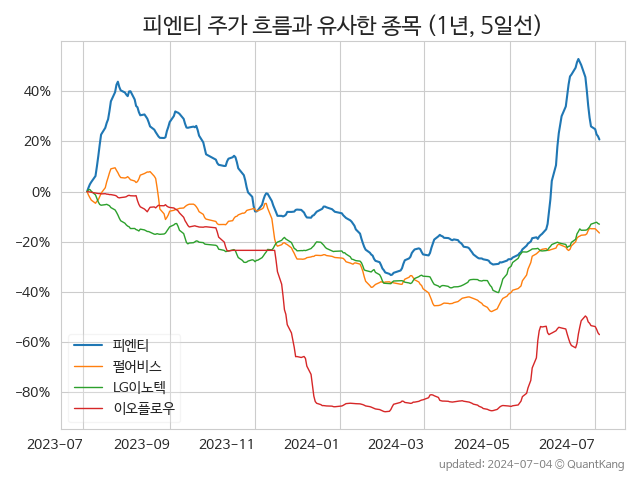 피엔티 주가 흐름과 유사한 종목 (1년, 5일선)
40%
20%
0%
−20%
−40%
−60%
−80%
피엔티
펄어비스
LG이노텍
이오플로우
2023-07 2023-09 2023-11 2024-01 2024-03 2024-05 2024-07
updated: 2024-07-04 © QuantKang